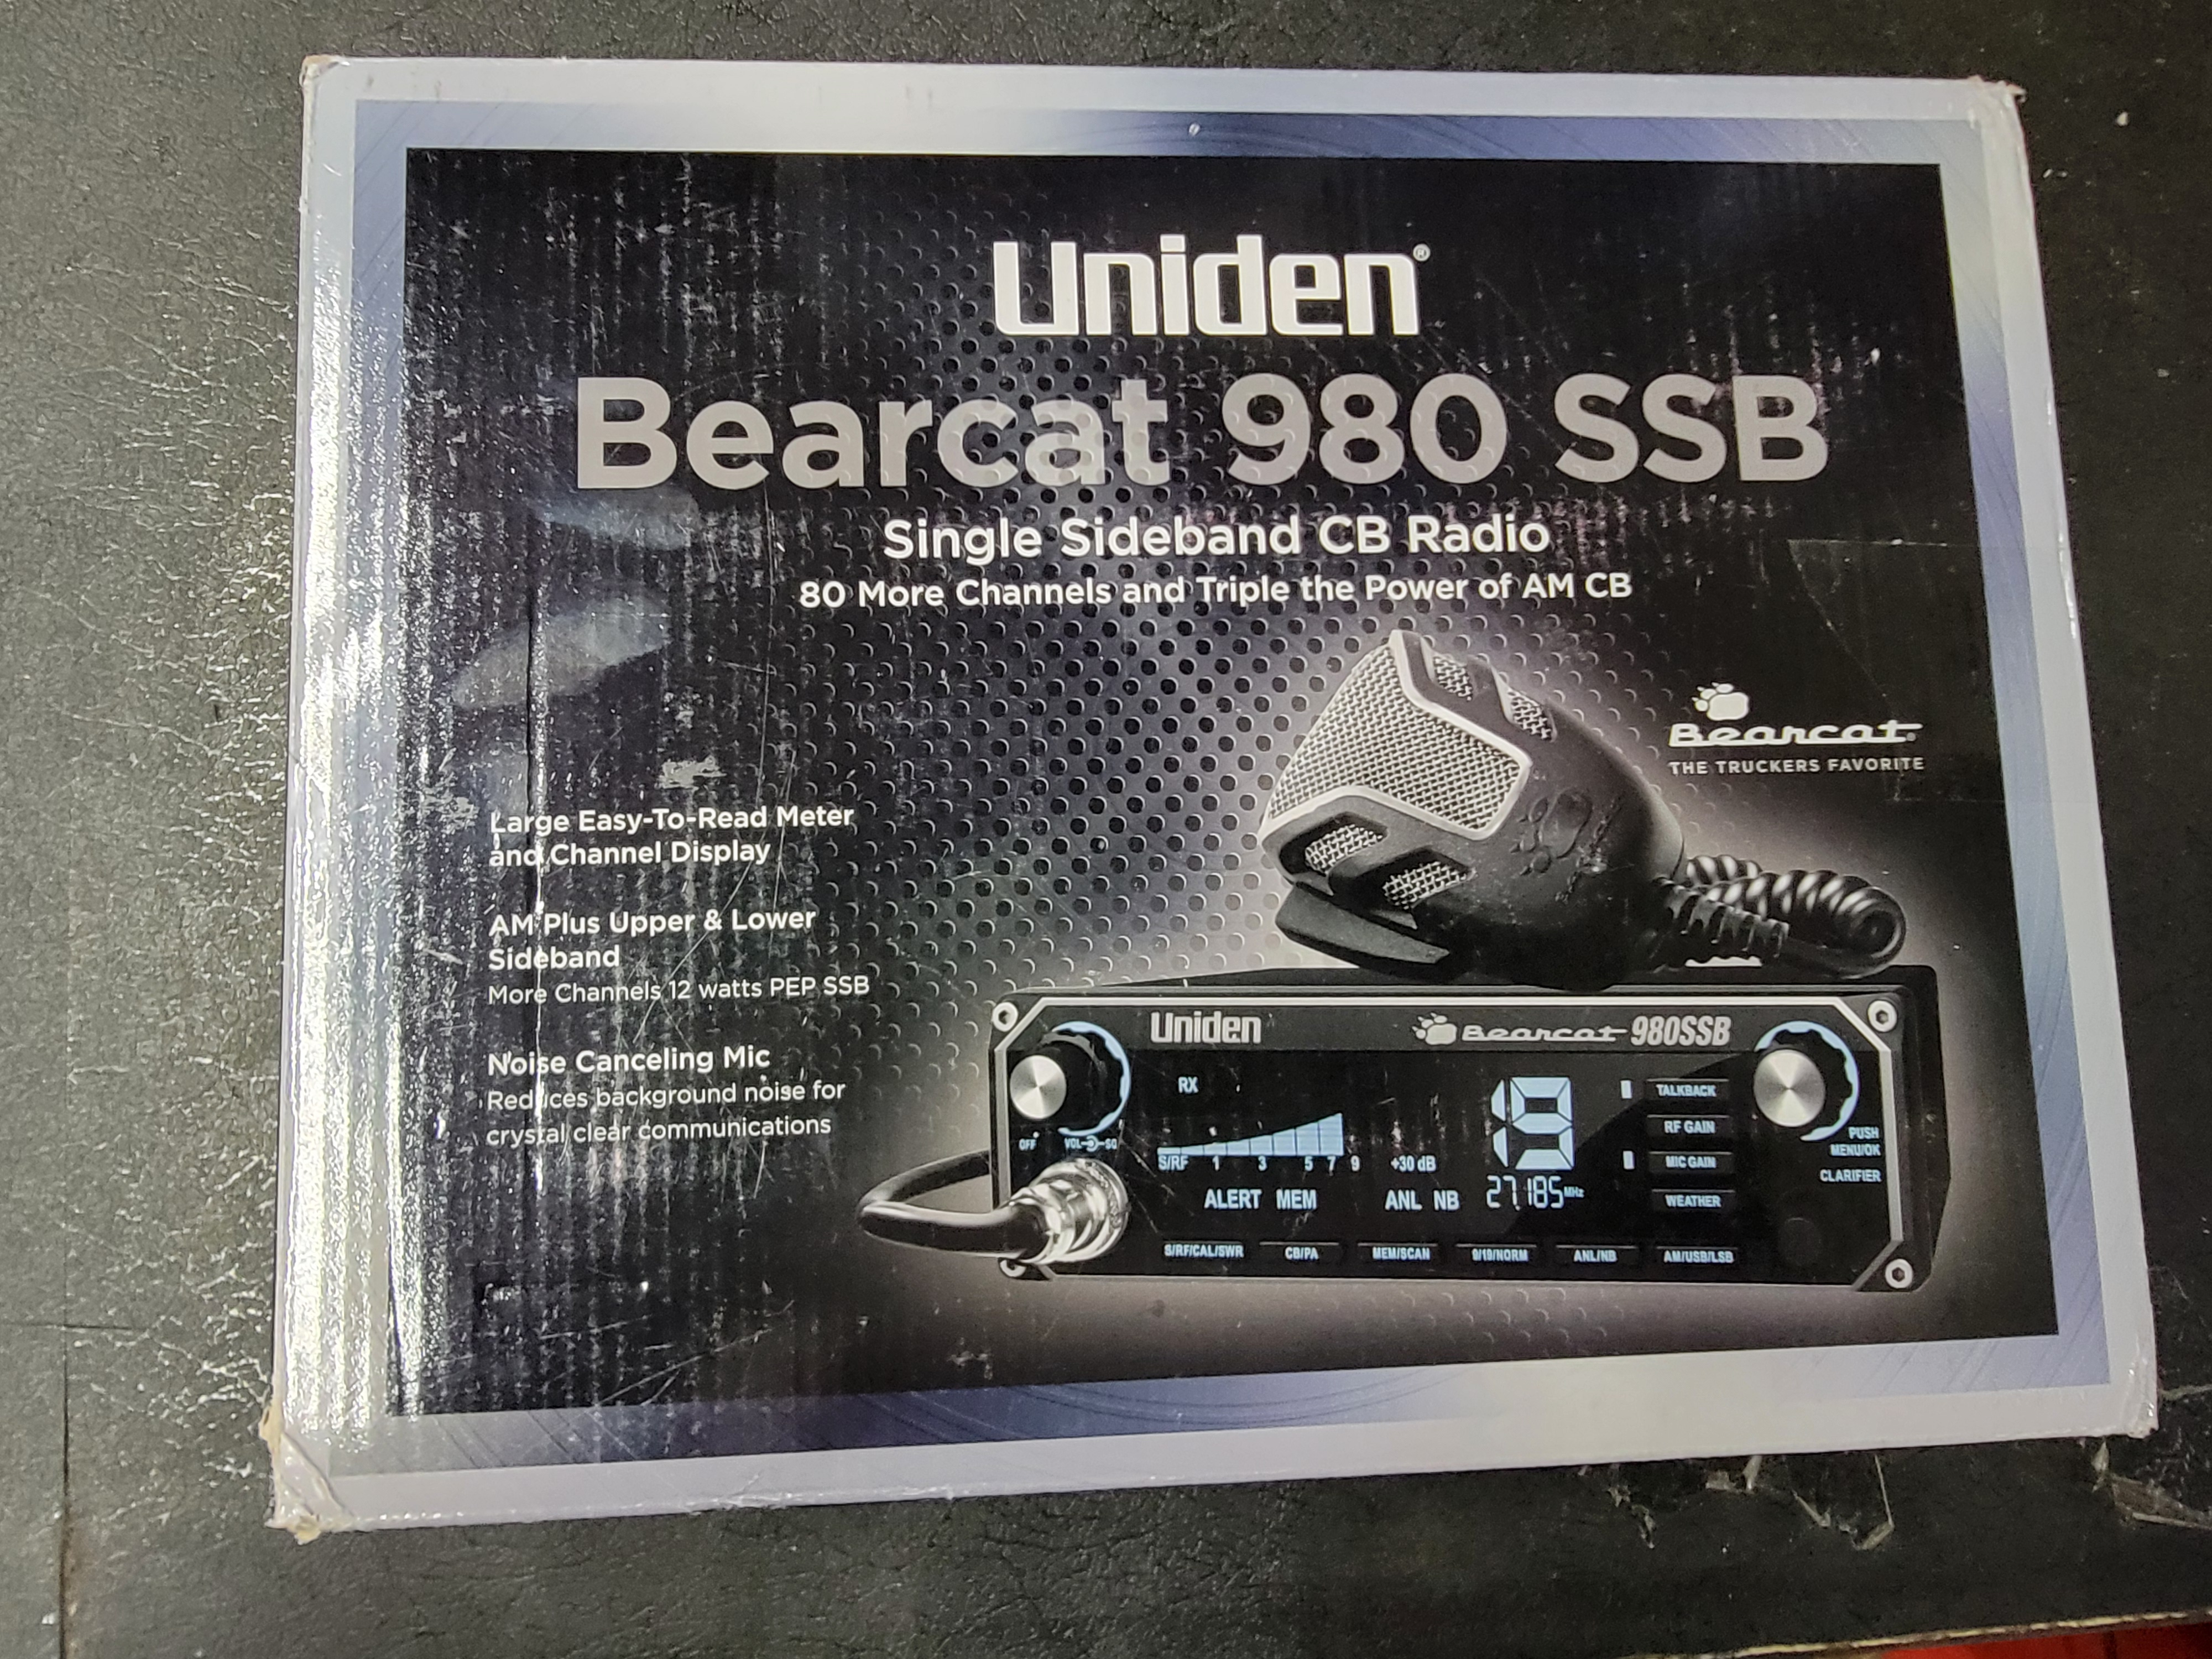 Uniden®
Bearcat 980 SSB
Single Sideband CB Radio
80 More Channels and Triple the Power of AM CB
Bearcat®
THE TRUCKERS FAVORITE
Large Easy-To-Read Meter
and Channel Display
AM Plus Upper & Lower
Sideband
More Channels 12 watts PEP SSB
Noise Canceling Mic
Reduces background noise for
crystal clear communications
Uniden Bearcat 980SSB
RX
19
TALKBACK
RF GAIN
MIC GAIN
WEATHER
OFF VOL SQ
PUSH
MENU/OK
CLARIFIER
S/RF 1 3 5 7 9 +30 dB
ALERT MEM ANL NB 27.185 MHz
S/RF/CAL/SWR CB/PA MEM/SCAN 9/19/NORM ANL/NB AM/USB/LSB